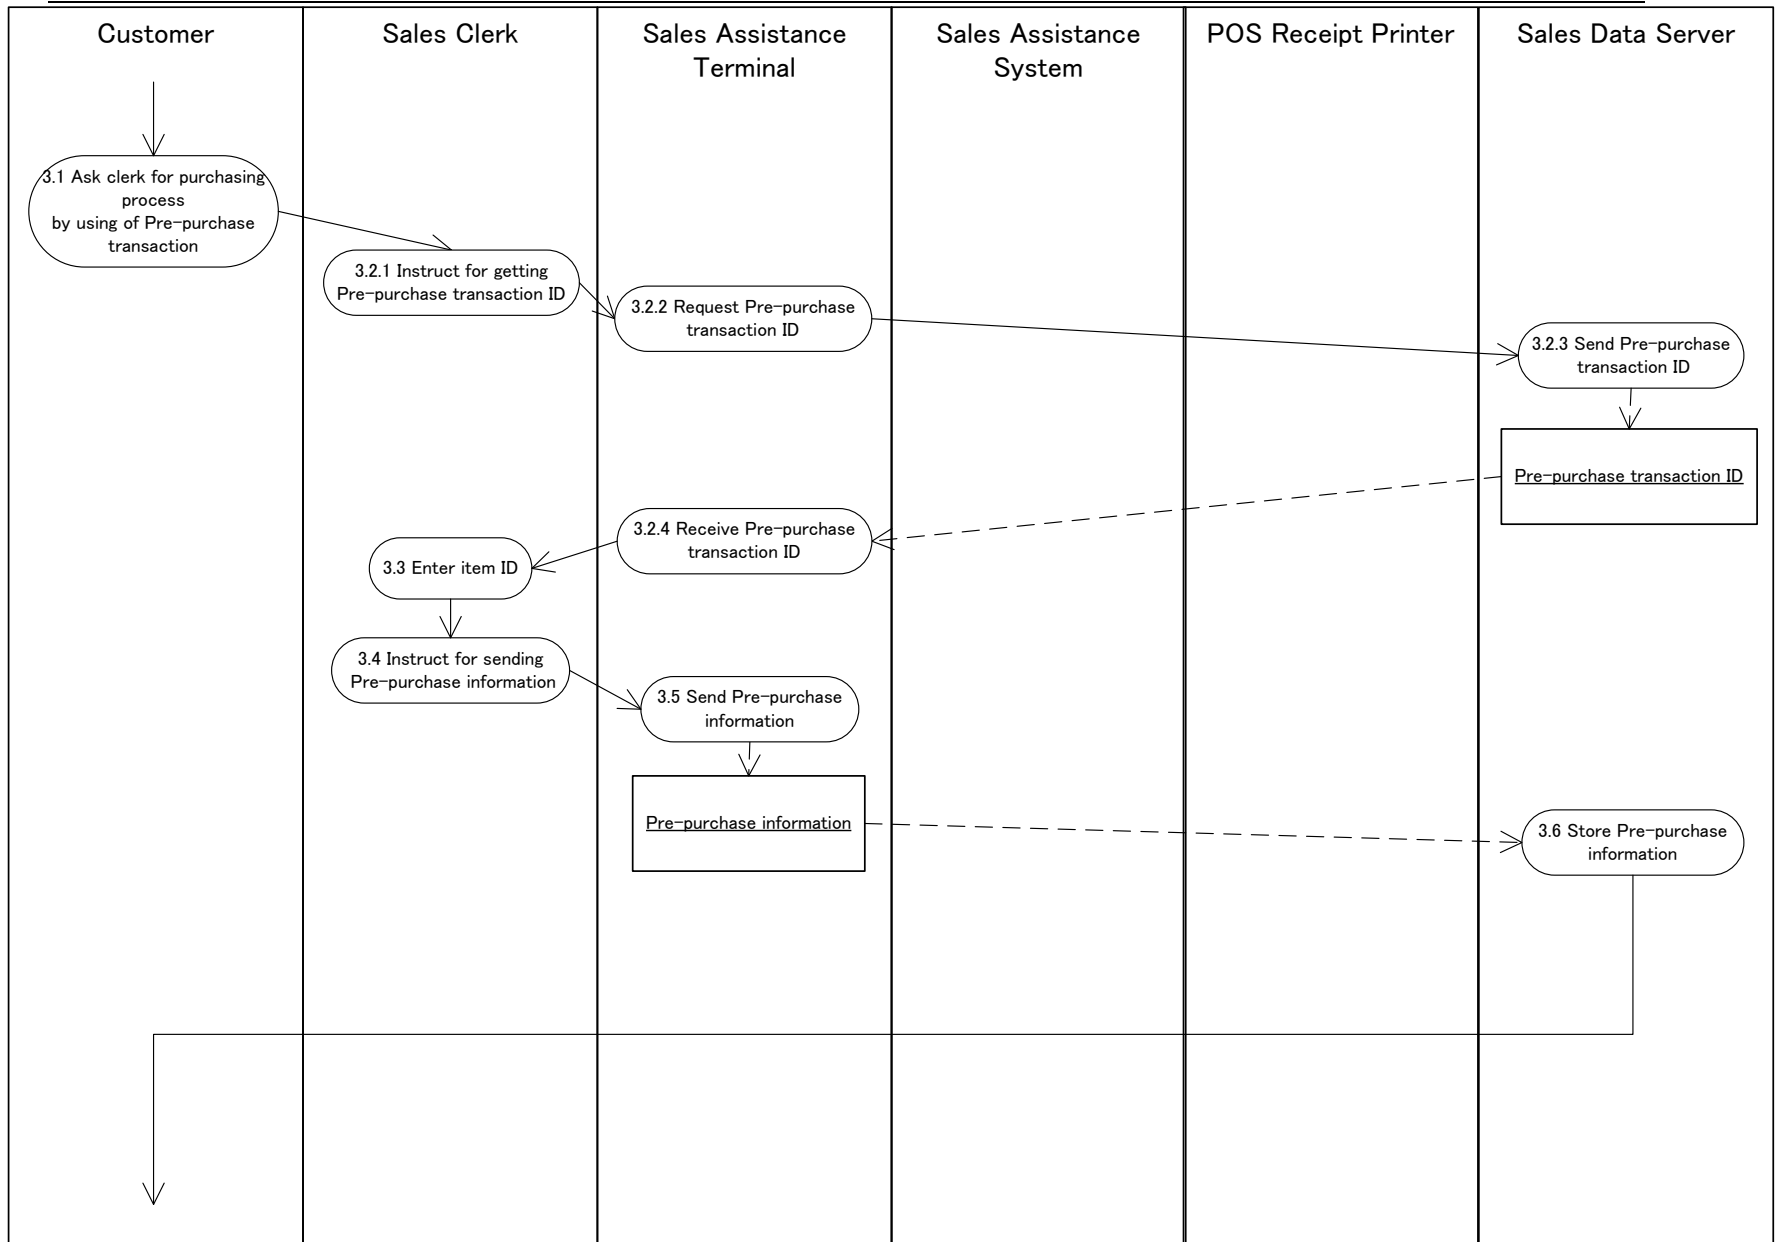 Customer
Sales Clerk
Sales Assistance
Terminal
Sales Assistance
System
POS Receipt Printer
Sales Data Server
3.1 Ask clerk for purchasing
process
by using of Pre-purchase
transaction
3.2.1 Instruct for getting
Pre-purchase transaction ID
3.2.2 Request Pre-purchase
transaction ID
3.2.3 Send Pre-purchase
transaction ID
Pre-purchase transaction ID
3.2.4 Receive Pre-purchase
transaction ID
3.3 Enter item ID
3.4 Instruct for sending
Pre-purchase information
3.5 Send Pre-purchase
information
Pre-purchase information
3.6 Store Pre-purchase
information